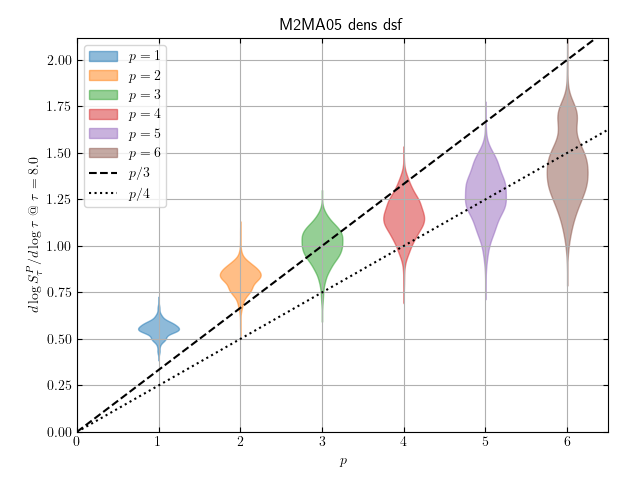 M2MA05 dens dsf
d log S_τ^P / d log τ @ τ = 8.0
2.00
1.75
1.50
1.25
1.00
0.75
0.50
0.25
0.00
p = 1
p = 2
p = 3
p = 4
p = 5
p = 6
p/3
p/4
0 1 2 3 4 5 6
p